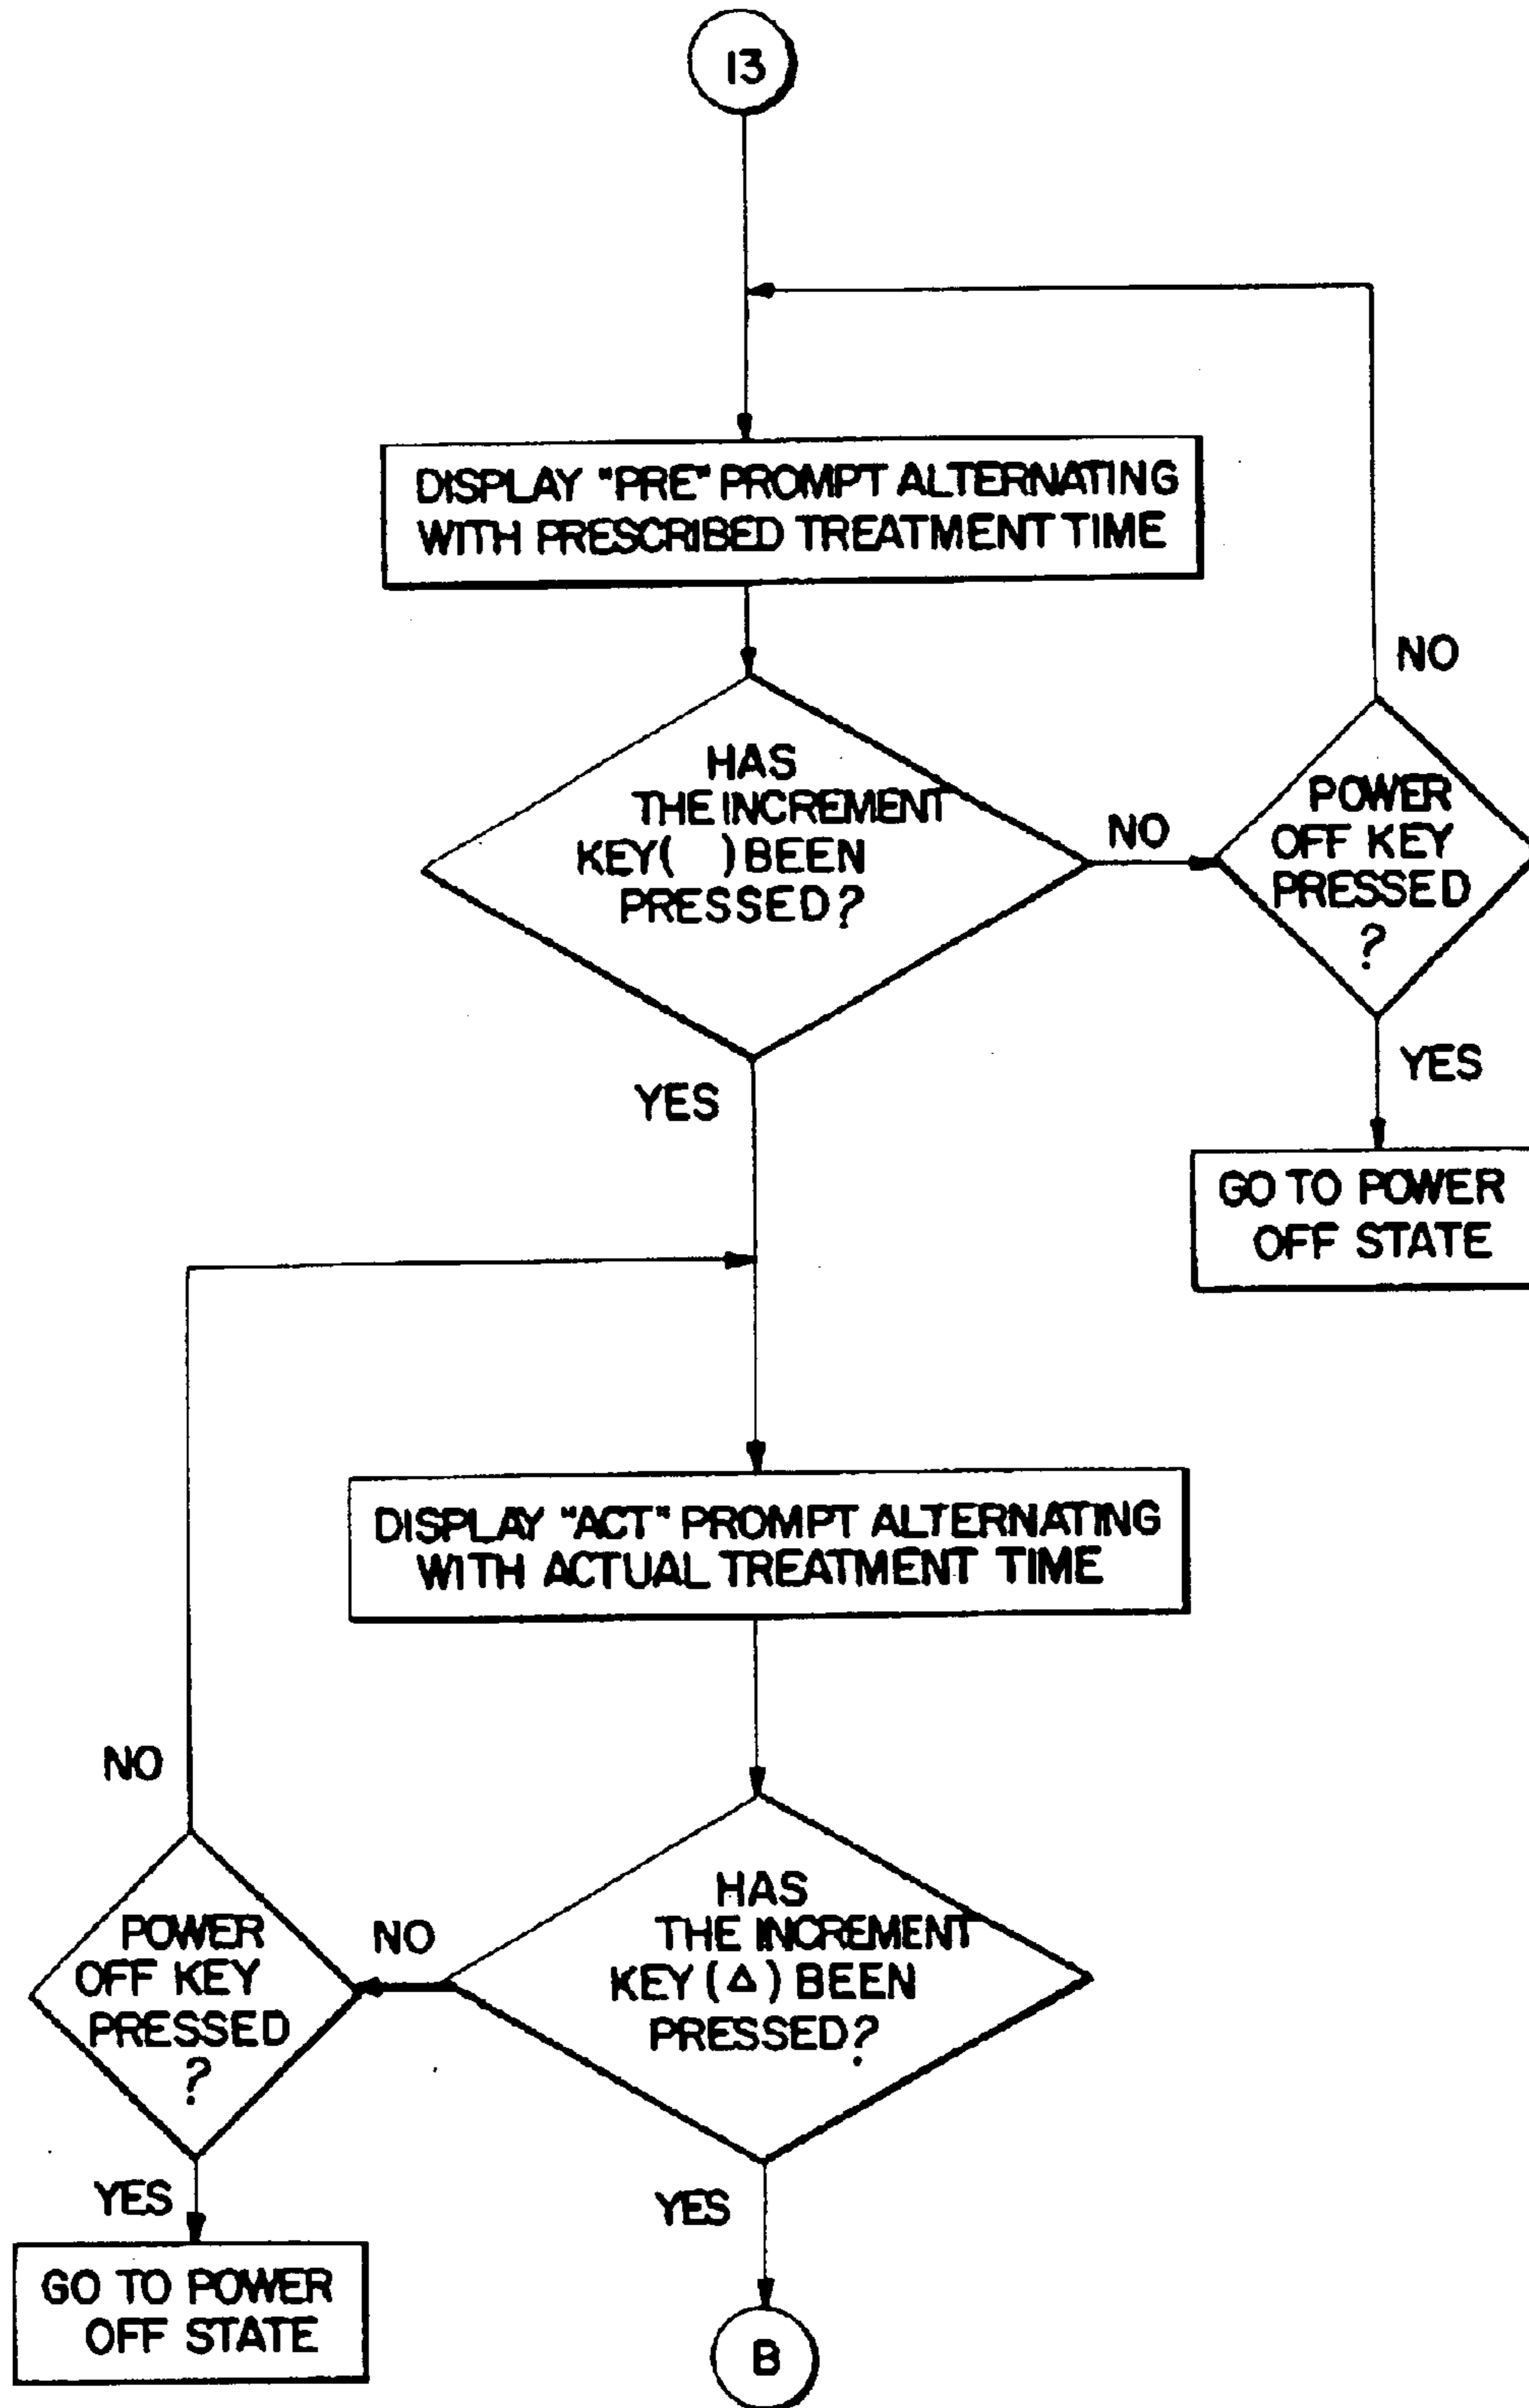 13
DISPLAY "PRE" PROMPT ALTERNATING
WITH PRESCRIBED TREATMENT TIME
HAS
THE INCREMENT
KEY( ) BEEN
PRESSED?
NO
POWER
OFF KEY
PRESSED
?
NO
YES
GO TO POWER
OFF STATE
YES
DISPLAY "ACT" PROMPT ALTERNATING
WITH ACTUAL TREATMENT TIME
HAS
THE INCREMENT
KEY (Δ) BEEN
PRESSED?
NO
POWER
OFF KEY
PRESSED
?
NO
YES
GO TO POWER
OFF STATE
YES
B